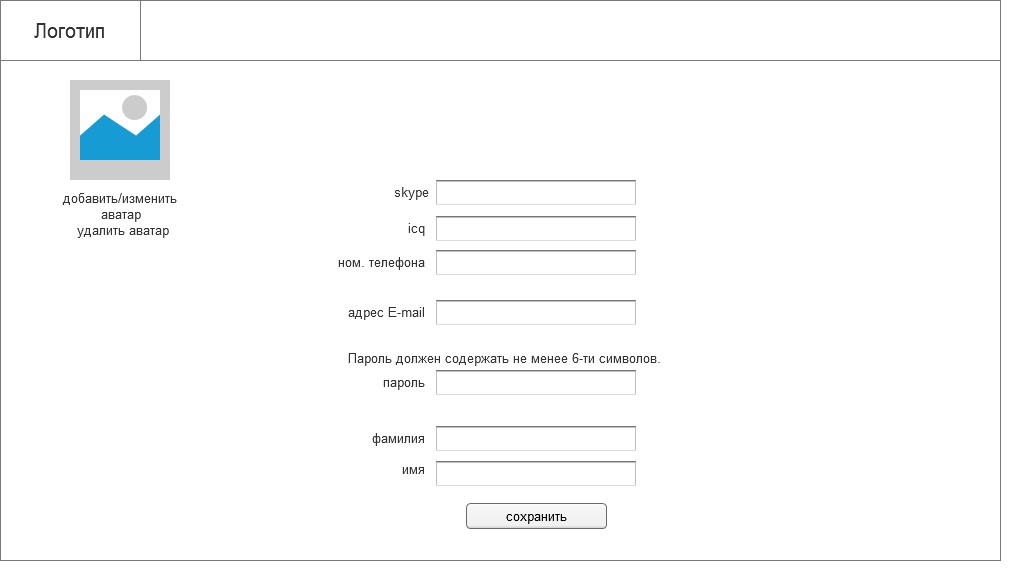 Логотип
добавить/изменить
аватар
удалить аватар
skype
icq
ном. телефона
адрес E-mail
Пароль должен содержать не менее 6-ти символов.
пароль
фамилия
имя
сохранить